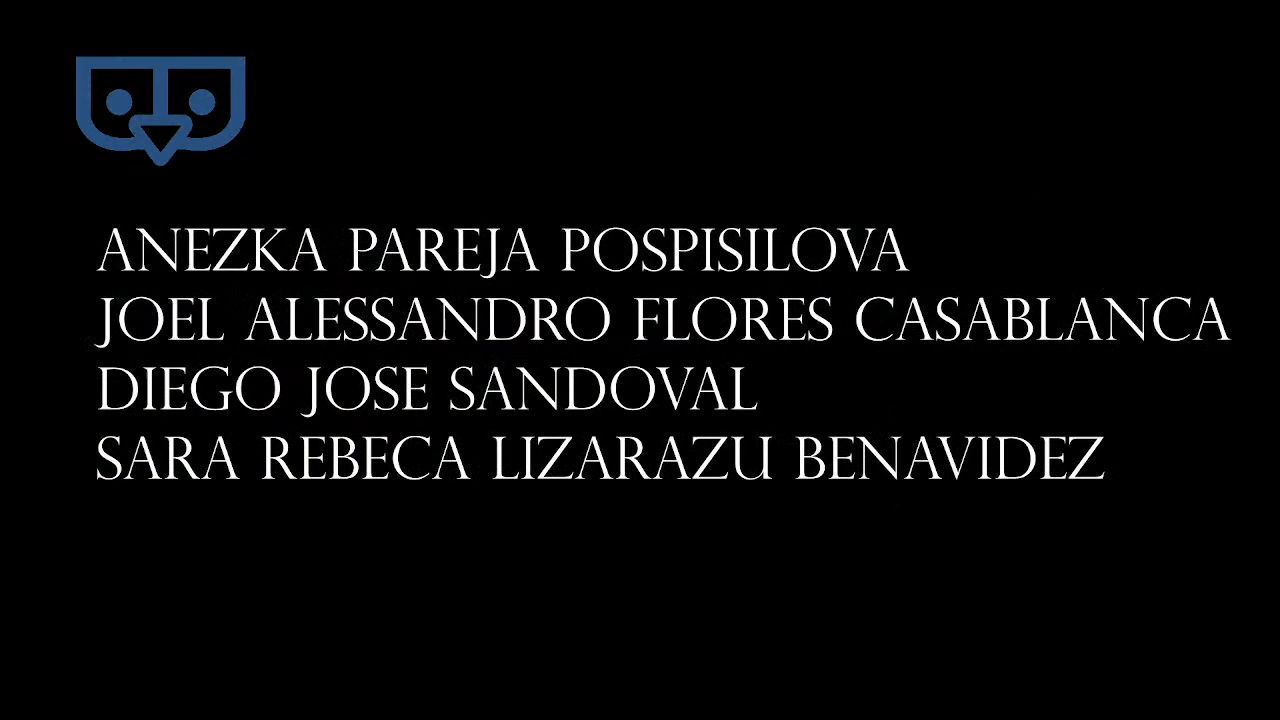 ANEZKA PAREJA POSPISILOVA
JOEL ALESSANDRO FLORES CASABLANCA
DIEGO JOSE SANDOVAL
SARA REBECA LIZARAZU BENAVIDEZ